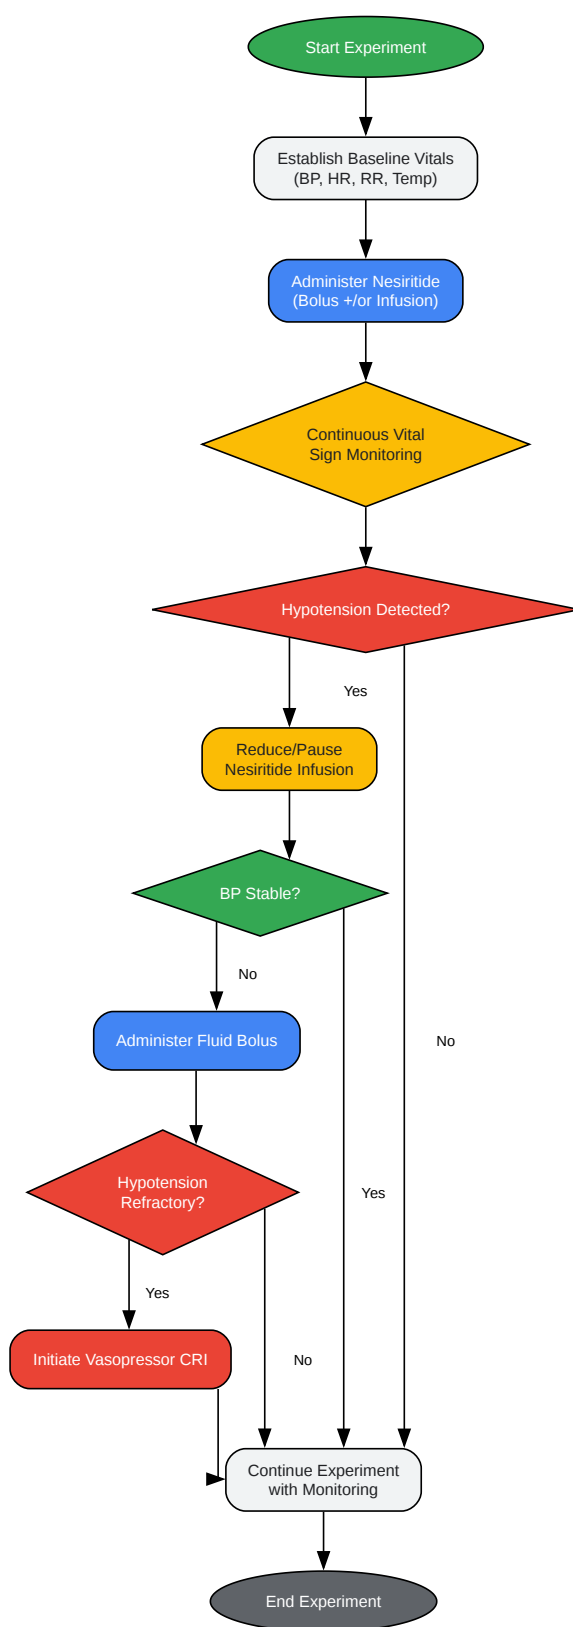 Start Experiment
Establish Baseline Vitals
(BP, HR, RR, Temp)
Administer Nesiritide
(Bolus +/or Infusion)
Continuous Vital
Sign Monitoring
Hypotension Detected?
Yes
Reduce/Pause
Nesiritide Infusion
BP Stable?
No
Administer Fluid Bolus
No
Hypotension
Refractory?
Yes
Yes
Initiate Vasopressor CRI
No
Continue Experiment
with Monitoring
End Experiment